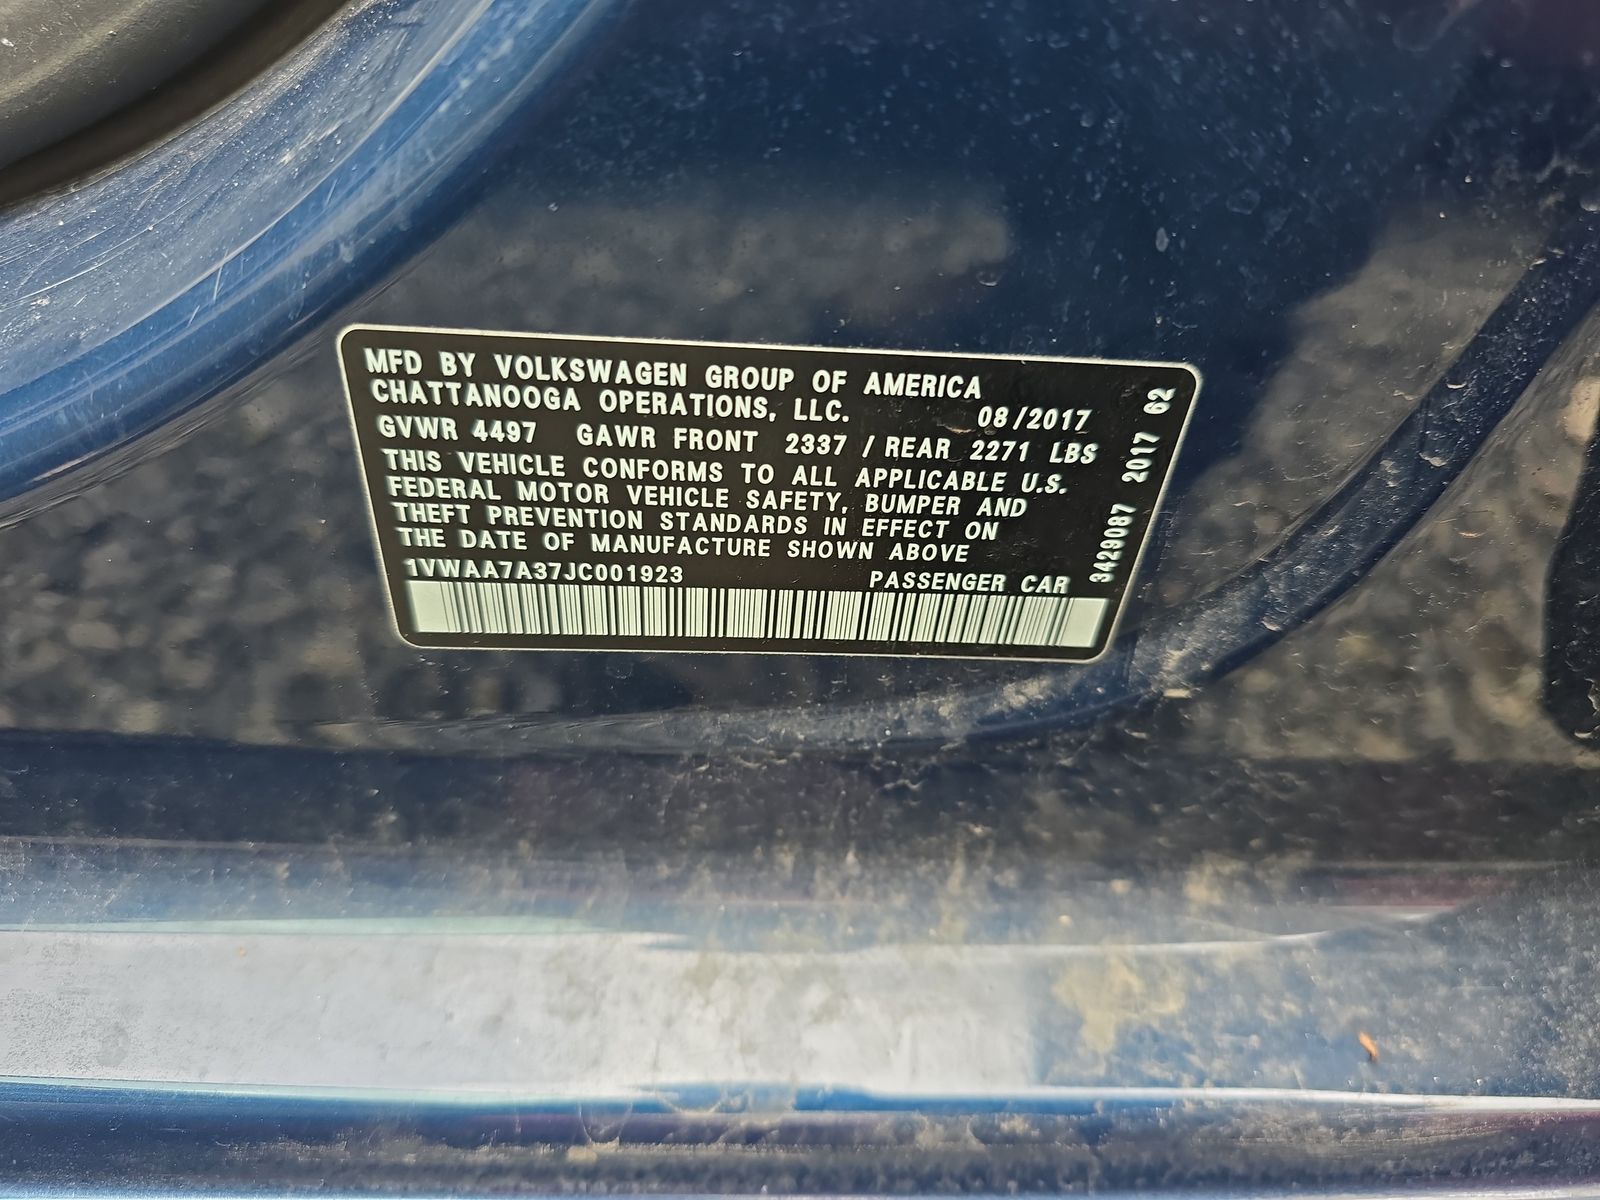 MFD BY VOLKSWAGEN GROUP OF AMERICA
CHATTANOOGA OPERATIONS, LLC. 08/2017
GVWR 4497 GAWR FRONT 2337 / REAR 2271 LBS
THIS VEHICLE CONFORMS TO ALL APPLICABLE U.S.
FEDERAL MOTOR VEHICLE SAFETY, BUMPER AND
THEFT PREVENTION STANDARDS IN EFFECT ON
THE DATE OF MANUFACTURE SHOWN ABOVE
1VWAA7A37JC001923 PASSENGER CAR
3429087 2017 62